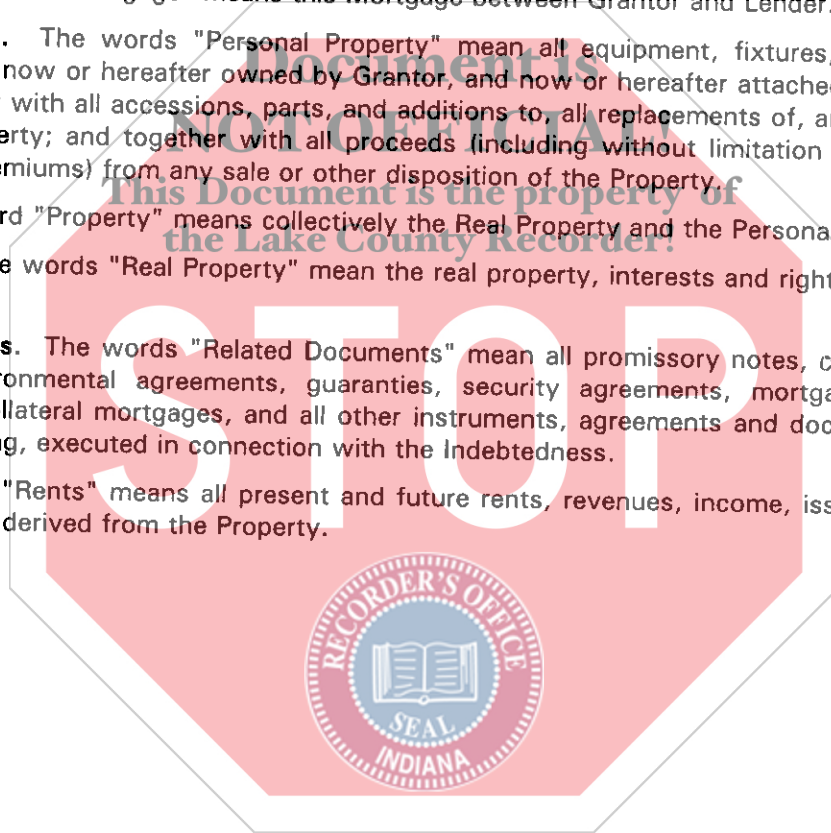 means this Mortgage between Grantor and Lender.
. The words "Personal Property" mean all equipment, fixtures,
now or hereafter owned by Grantor, and now or hereafter attached
with all accessions, parts, and additions to, all replacements of, an
erty; and together with all proceeds (including without limitation
emiums) from any sale or other disposition of the Property.
rd "Property" means collectively the Real Property and the Persona
e words "Real Property" mean the real property, interests and right
s. The words "Related Documents" mean all promissory notes, c
onmental agreements, guaranties, security agreements, mortga
llateral mortgages, and all other instruments, agreements and doc
g, executed in connection with the Indebtedness.
"Rents" means all present and future rents, revenues, income, iss
derived from the Property.
Document is
NOT OFFICIAL!
This Document is the property of
the Lake County Recorder!
STOP
RECORDER'S OFFICE
SEAL
INDIANA